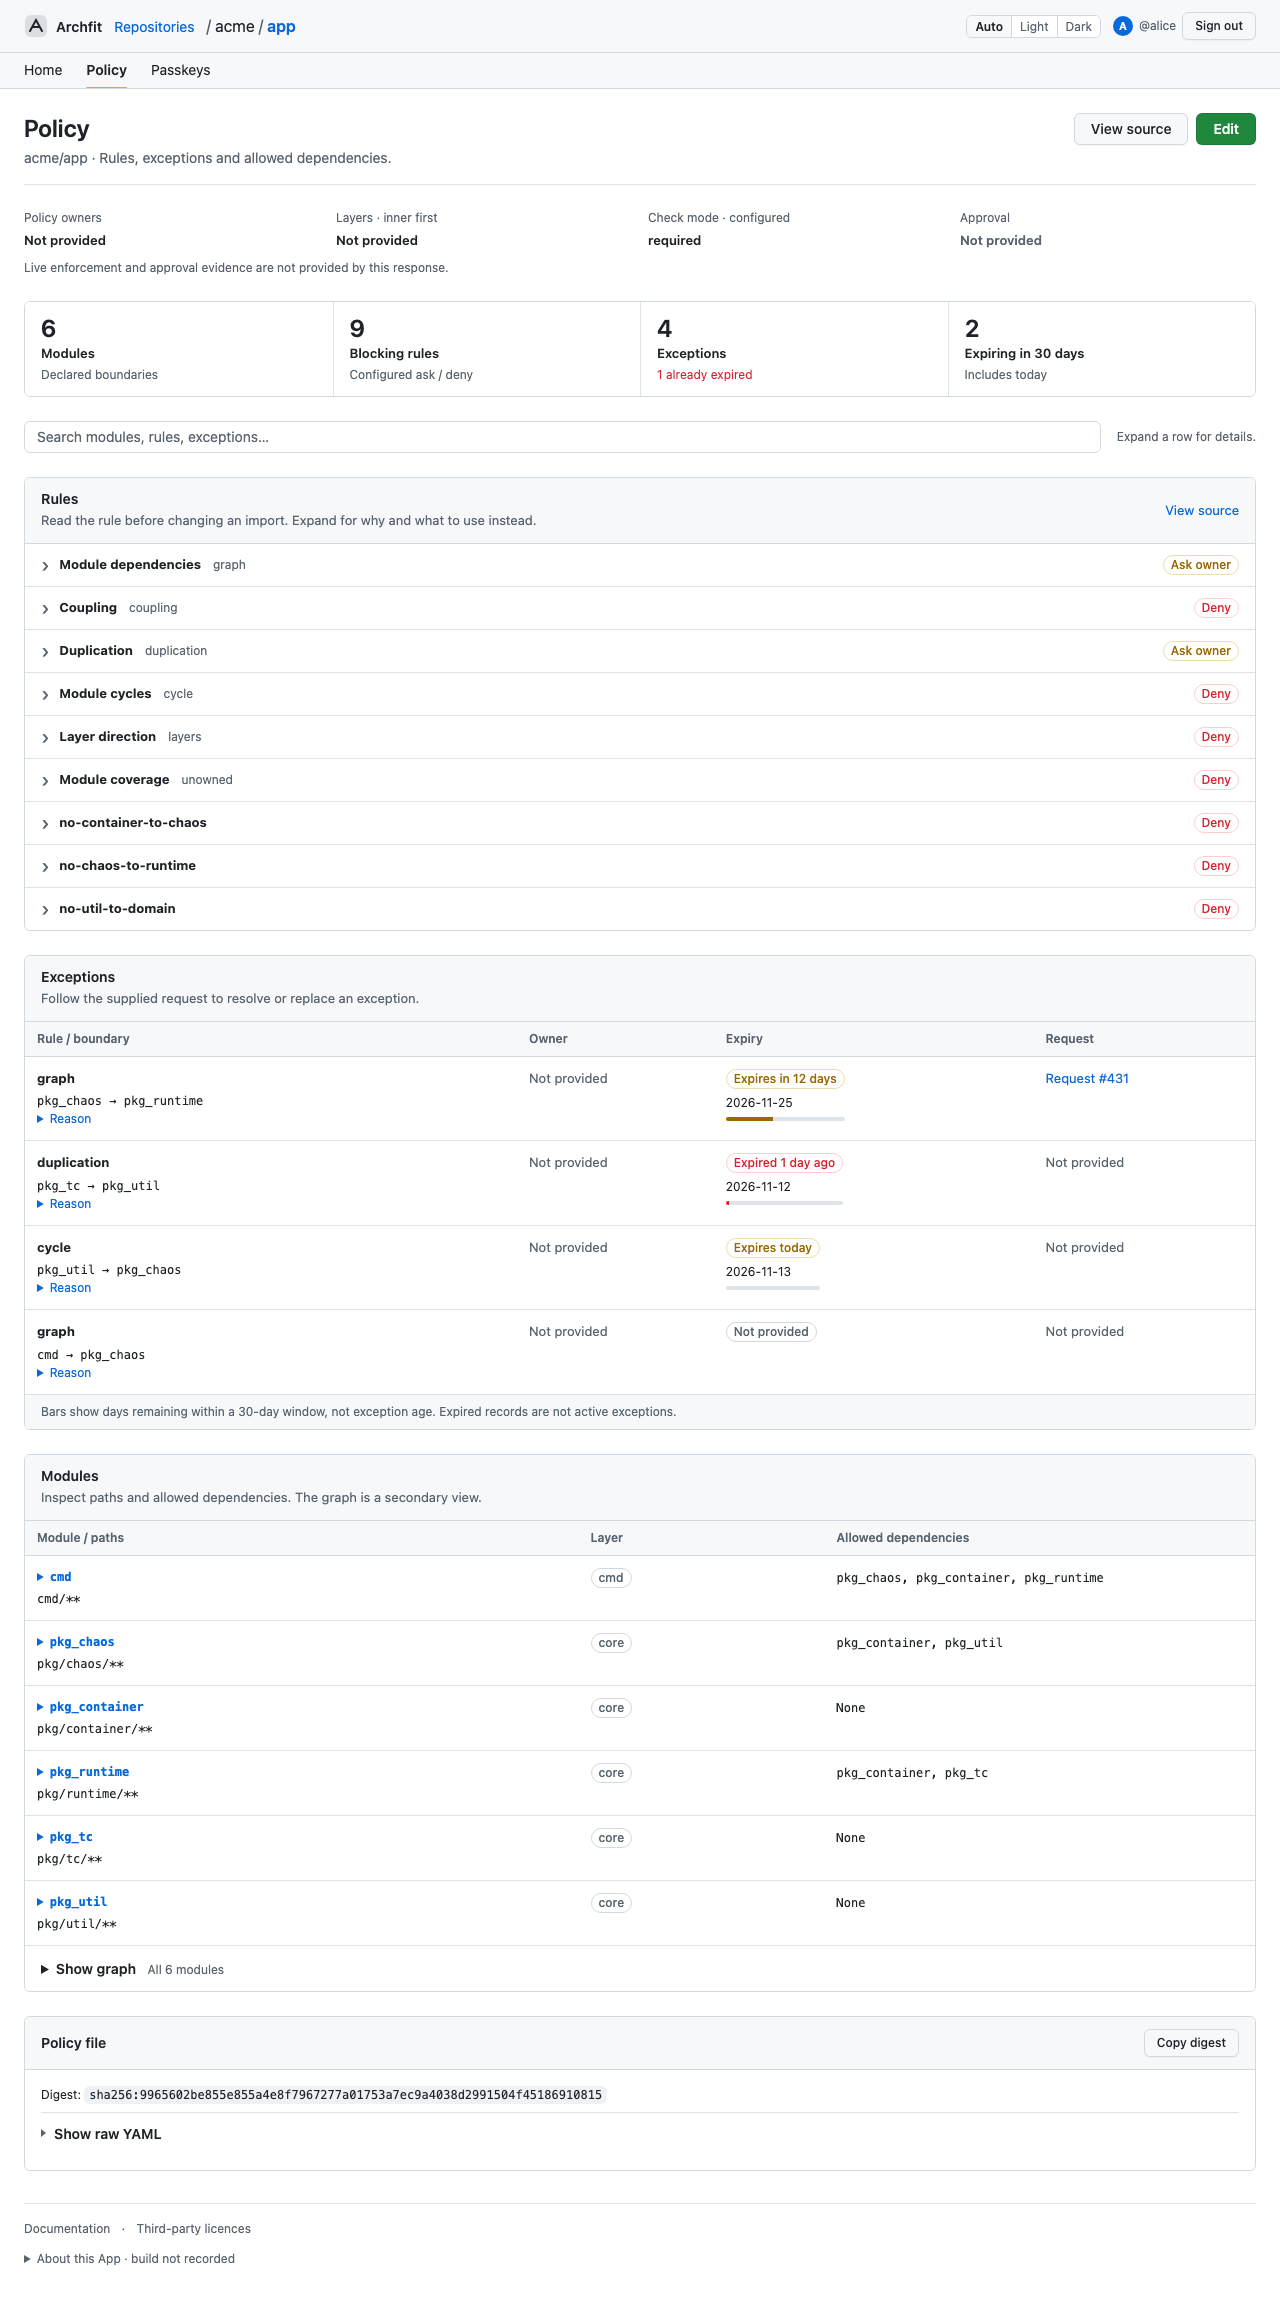 Archfit Repositories / acme / app Auto Light Dark A @alice Sign out
Home Policy Passkeys
Policy View source Edit
acme/app · Rules, exceptions and allowed dependencies.
Policy owners Layers · inner first Check mode · configured Approval
Not provided Not provided required Not provided
Live enforcement and approval evidence are not provided by this response.
6 9 4 2
Modules Blocking rules Exceptions Expiring in 30 days
Declared boundaries Configured ask / deny 1 already expired Includes today
Search modules, rules, exceptions... Expand a row for details.
Rules
Read the rule before changing an import. Expand for why and what to use instead. View source
Module dependencies graph Ask owner
Coupling coupling Deny
Duplication duplication Ask owner
Module cycles cycle Deny
Layer direction layers Deny
Module coverage unowned Deny
no-container-to-chaos Deny
no-chaos-to-runtime Deny
no-util-to-domain Deny
Exceptions
Follow the supplied request to resolve or replace an exception.
Rule / boundary Owner Expiry Request
graph Not provided Expires in 12 days Request #431
pkg_chaos → pkg_runtime 2026-11-25
Reason
duplication Not provided Expired 1 day ago Not provided
pkg_tc → pkg_util 2026-11-12
Reason
cycle Not provided Expires today Not provided
pkg_util → pkg_chaos 2026-11-13
Reason
graph Not provided Not provided Not provided
cmd → pkg_chaos
Reason
Bars show days remaining within a 30-day window, not exception age. Expired records are not active exceptions.
Modules
Inspect paths and allowed dependencies. The graph is a secondary view.
Module / paths Layer Allowed dependencies
cmd cmd pkg_chaos, pkg_container, pkg_runtime
cmd/**
pkg_chaos core pkg_container, pkg_util
pkg/chaos/**
pkg_container core None
pkg/container/**
pkg_runtime core pkg_container, pkg_tc
pkg/runtime/**
pkg_tc core None
pkg/tc/**
pkg_util core None
pkg/util/**
Show graph All 6 modules
Policy file Copy digest
Digest: sha256:9965602be855e855a4e8f7967277a01753a7ec9a4038d2991504f45186910815
Show raw YAML
Documentation · Third-party licences
About this App · build not recorded